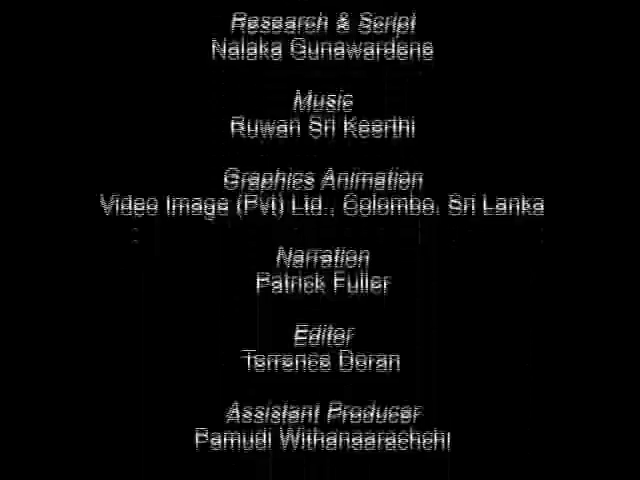 Research & Script
Nalaka Gunawardene
Music
Ruwan Sri Keerthi
Graphics Animation
Video Image (Pvt) Ltd., Colombo, Sri Lanka
Narration
Patrick Fuller
Editor
Terrence Doran
Assistant Producer
Pamudi Withanaarachchi